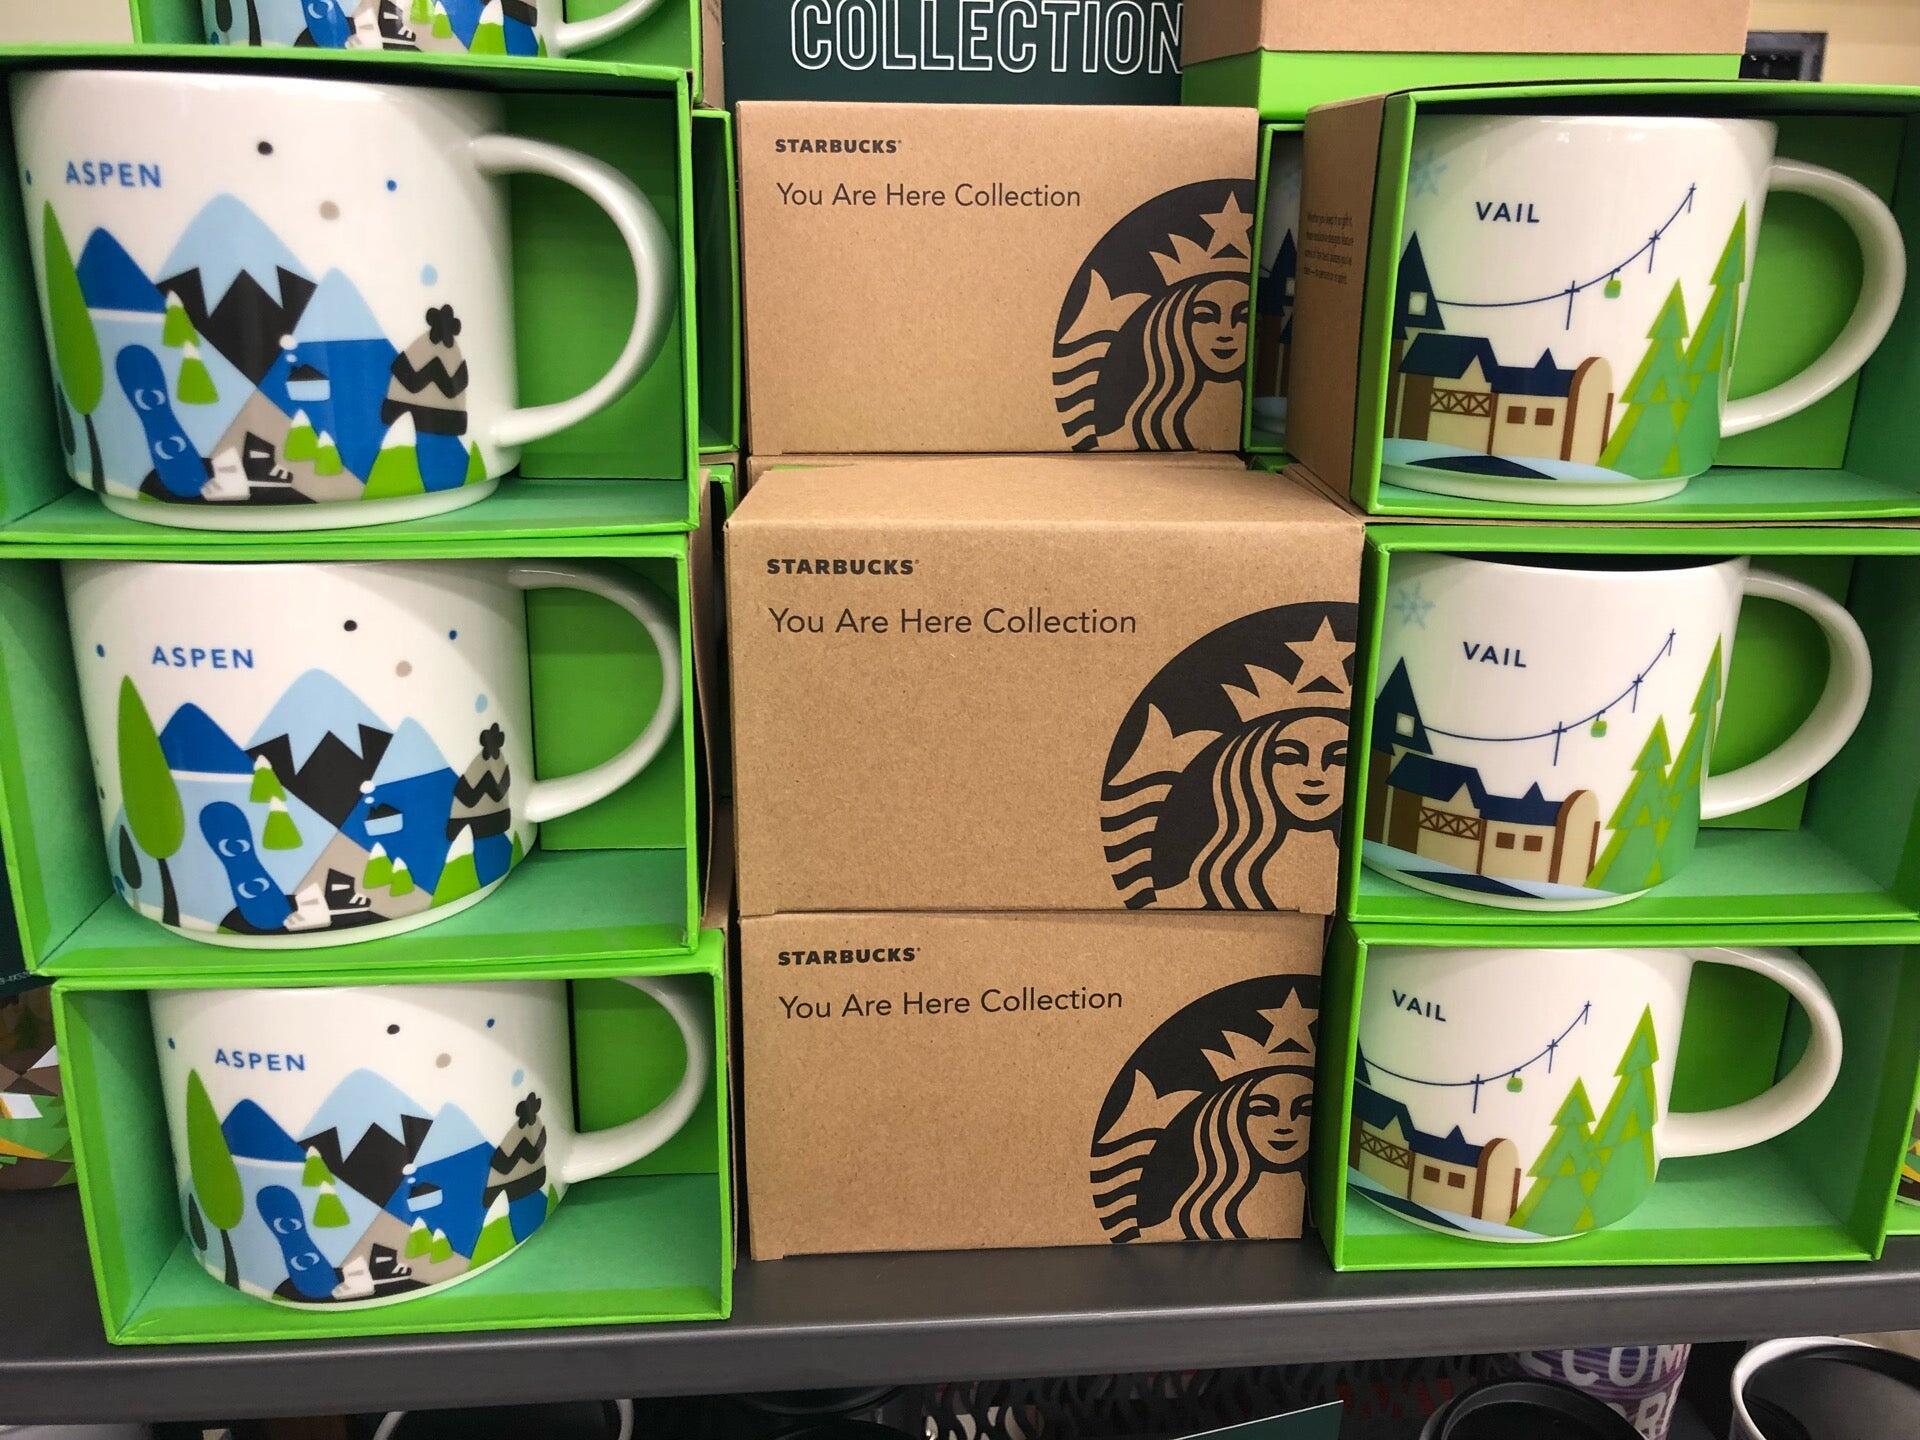 COLLECTION
ASPEN
STARBUCKS
You Are Here Collection
VAIL
ASPEN
STARBUCKS
You Are Here Collection
VAIL
ASPEN
STARBUCKS
You Are Here Collection
VAIL